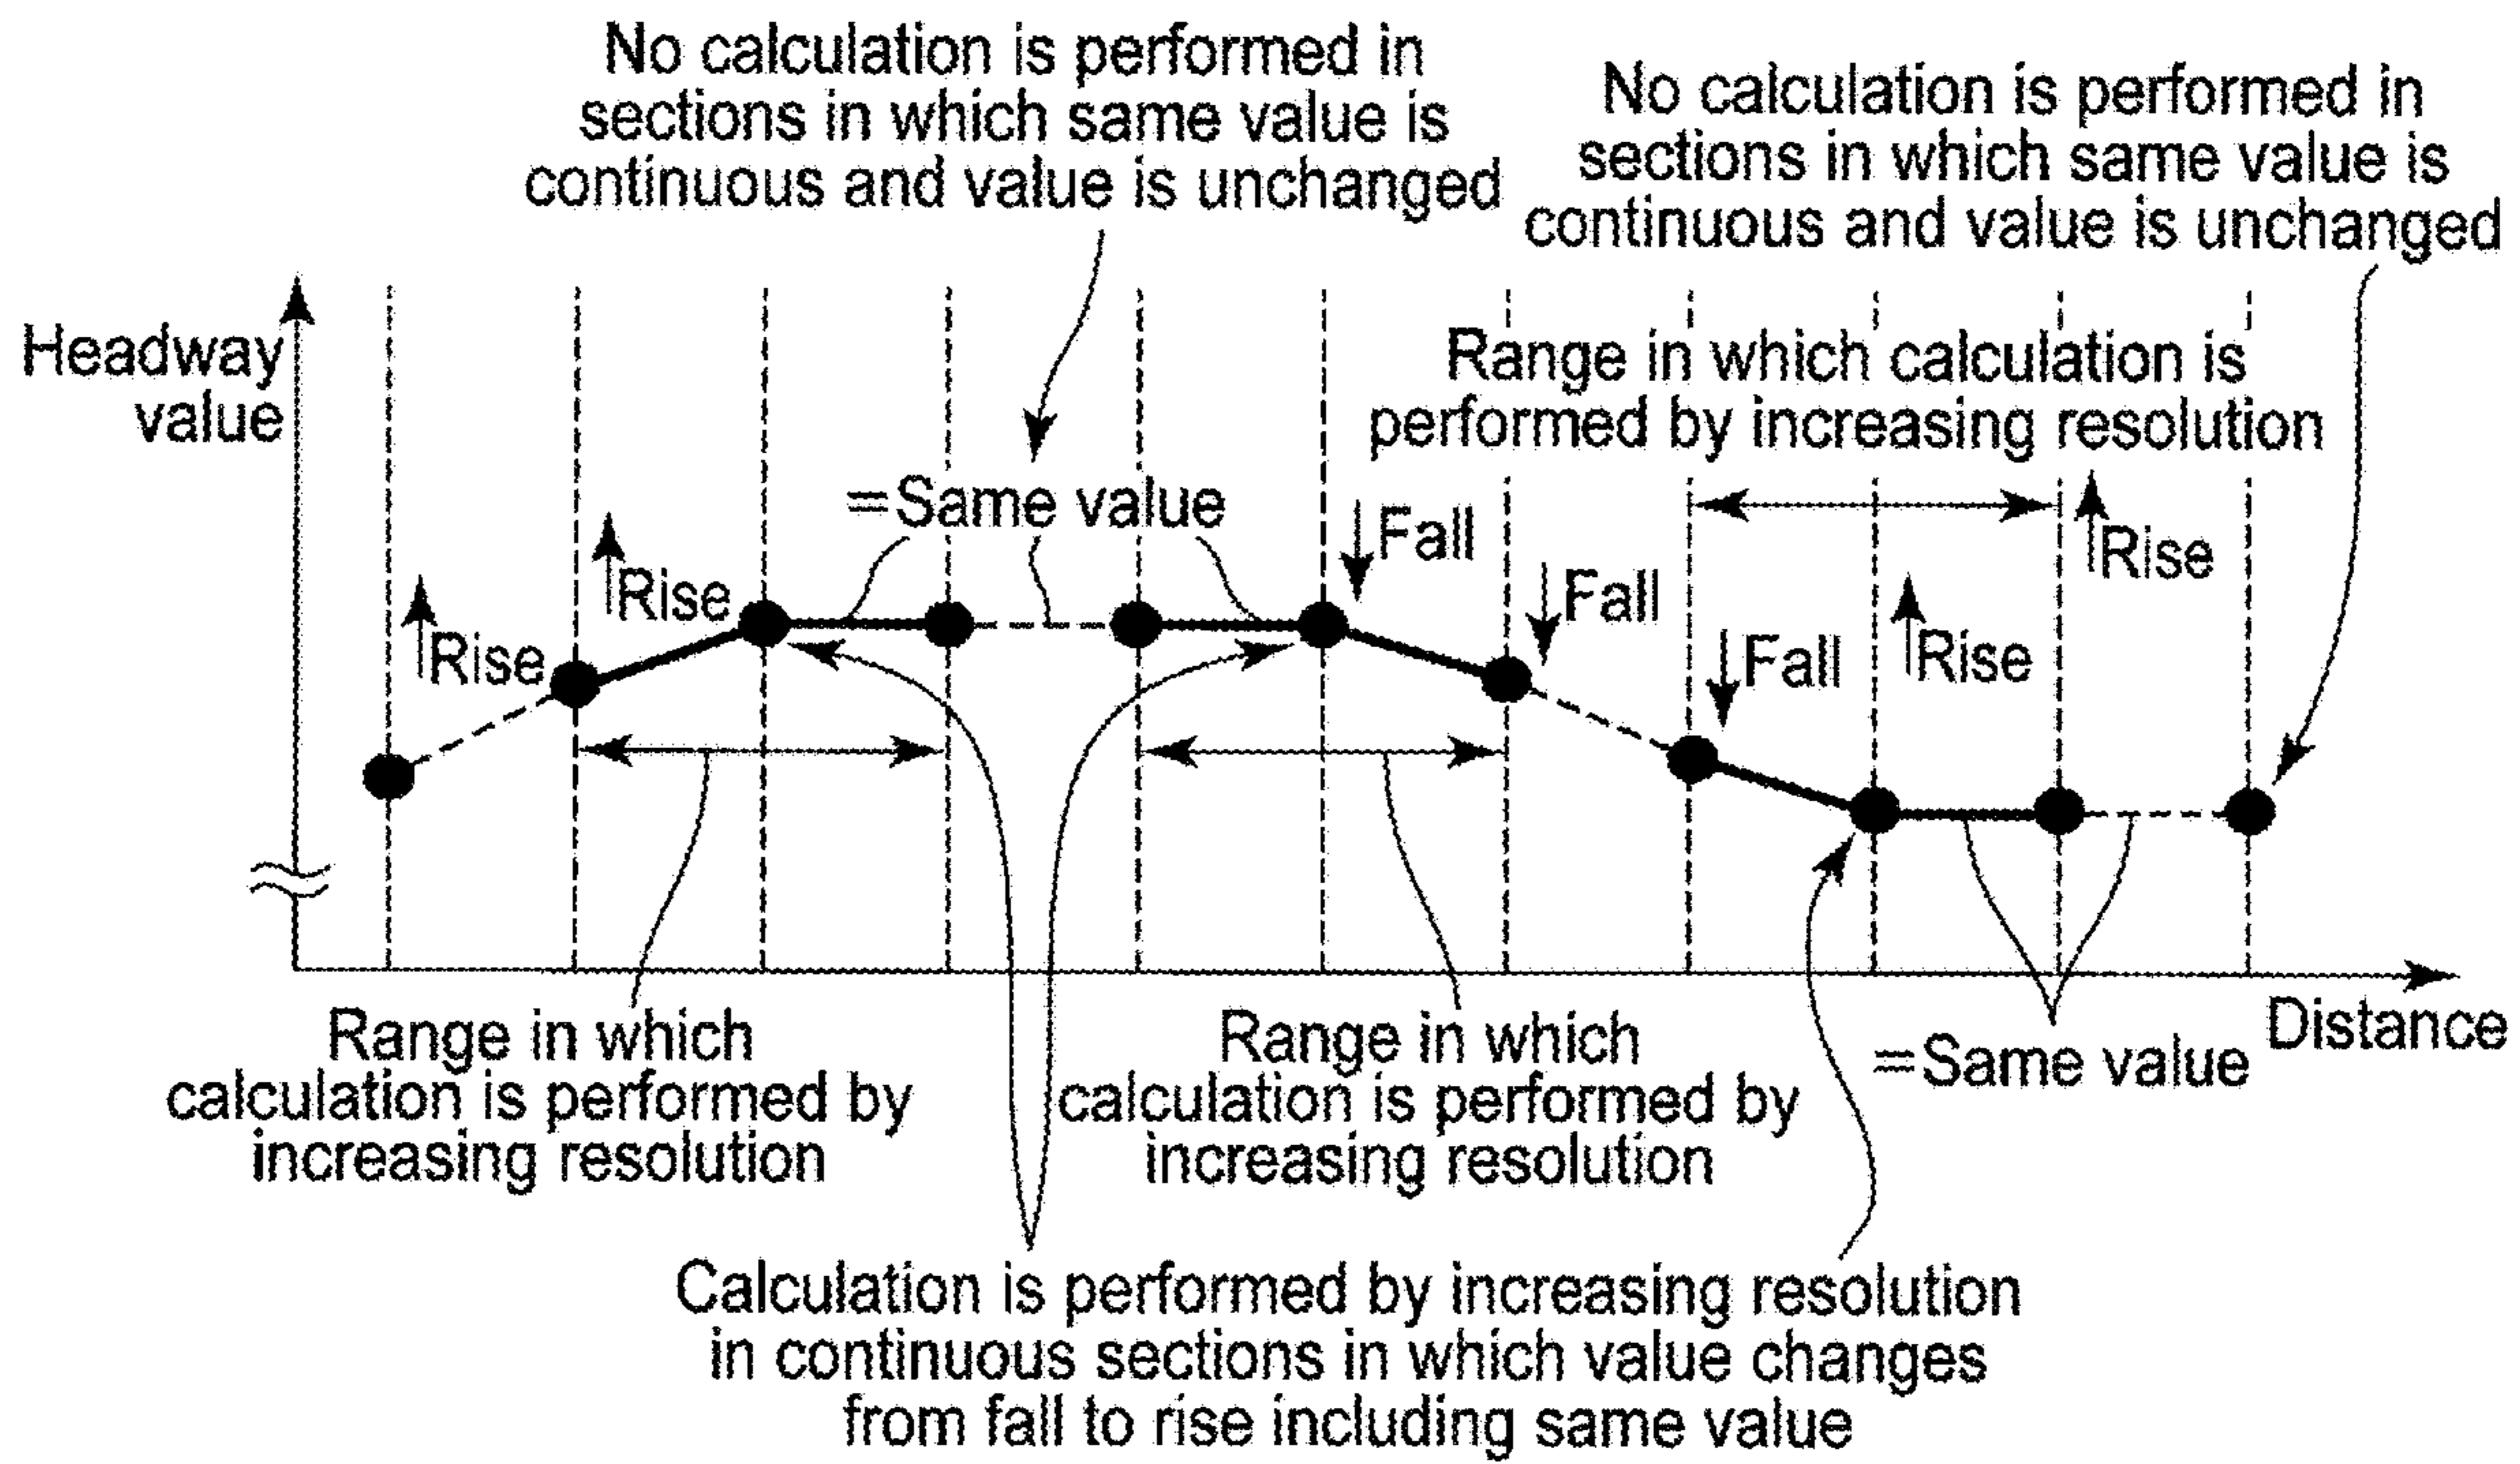 No calculation is performed in
sections in which same value is
continuous and value is unchanged
No calculation is performed in
sections in which same value is
continuous and value is unchanged
Headway
value
Range in which calculation is
performed by increasing resolution
=Same value
Fall
Rise
Rise
Fall
Rise
Fall
Rise
Distance
Range in which
calculation is performed by
increasing resolution
Range in which
calculation is performed by
increasing resolution
=Same value
Calculation is performed by increasing resolution
in continuous sections in which value changes
from fall to rise including same value